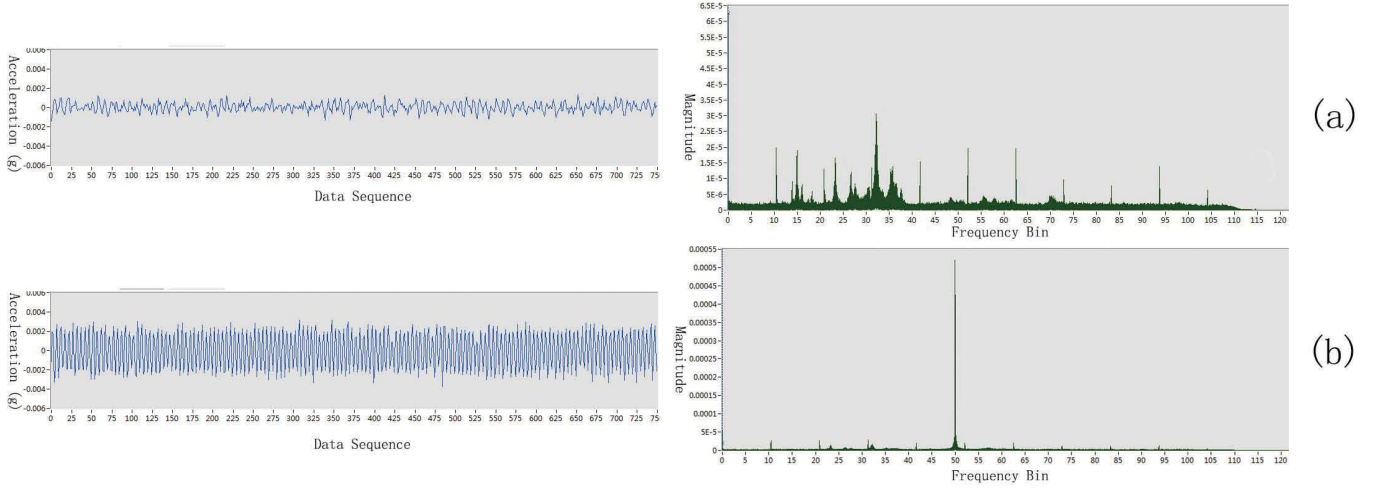 Acceleration (g)
0.006
0.004
0.002
0
-0.002
-0.004
-0.006
0 25 50 75 100 125 150 175 200 225 250 275 300 325 350 375 400 425 450 475 500 525 550 575 600 625 650 675 700 725 75
Data Sequence
Magnitude
6.5E-5
6E-5
5.5E-5
5E-5
4.5E-5
4E-5
3.5E-5
3E-5
2.5E-5
2E-5
1.5E-5
1E-5
5E-6
0
0 5 10 15 20 25 30 35 40 45 50 55 60 65 70 75 80 85 90 95 100 105 110 115 120
Frequency Bin
(a)
Acceleration (g)
0.006
0.004
0.002
0
-0.002
-0.004
-0.006
0 25 50 75 100 125 150 175 200 225 250 275 300 325 350 375 400 425 450 475 500 525 550 575 600 625 650 675 700 725 75
Data Sequence
Magnitude
0.00055
0.0005
0.00045
0.0004
0.00035
0.0003
0.00025
0.0002
0.00015
0.0001
5E-5
0
0 5 10 15 20 25 30 35 40 45 50 55 60 65 70 75 80 85 90 95 100 105 110 115 120
Frequency Bin
(b)